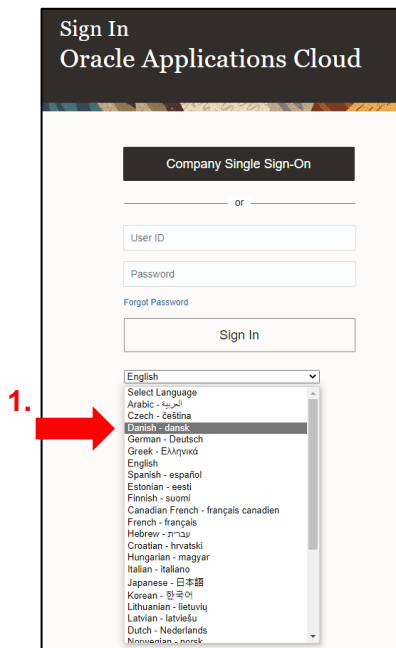 Sign In
Oracle Applications Cloud
Company Single Sign-On
or
User ID
Password
Forgot Password
Sign In
English
1.
Select Language
Arabic - العربية
Czech - čeština
Danish - dansk
German - Deutsch
Greek - Ελληνικά
English
Spanish - español
Estonian - eesti
Finnish - suomi
Canadian French - français canadien
French - français
Hebrew - עברית
Croatian - hrvatski
Hungarian - magyar
Italian - italiano
Japanese - 日本語
Korean - 한국어
Lithuanian - lietuvių
Latvian - latviešu
Dutch - Nederlands
Norwegian - norsk